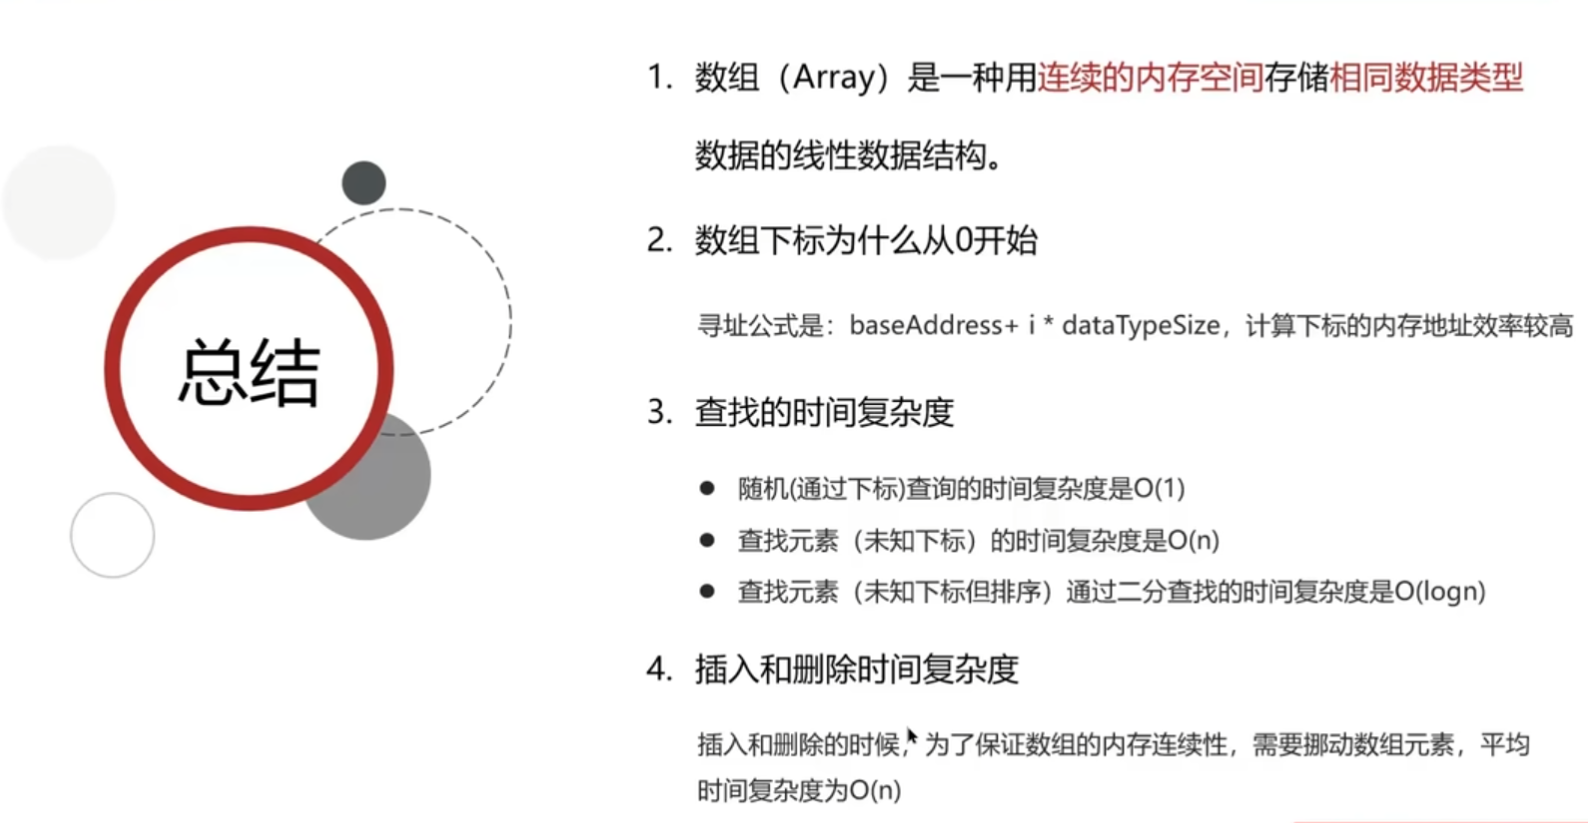 总结
1. 数组（Array）是一种用连续的内存空间存储相同数据类型
数据的线性数据结构。
2. 数组下标为什么从0开始
寻址公式是：baseAddress+ i * dataTypeSize，计算下标的内存地址效率较高
3. 查找的时间复杂度
● 随机(通过下标)查询的时间复杂度是O(1)
● 查找元素（未知下标）的时间复杂度是O(n)
● 查找元素（未知下标但排序）通过二分查找的时间复杂度是O(logn)
4. 插入和删除时间复杂度
插入和删除的时候，为了保证数组的内存连续性，需要挪动数组元素，平均
时间复杂度为O(n)